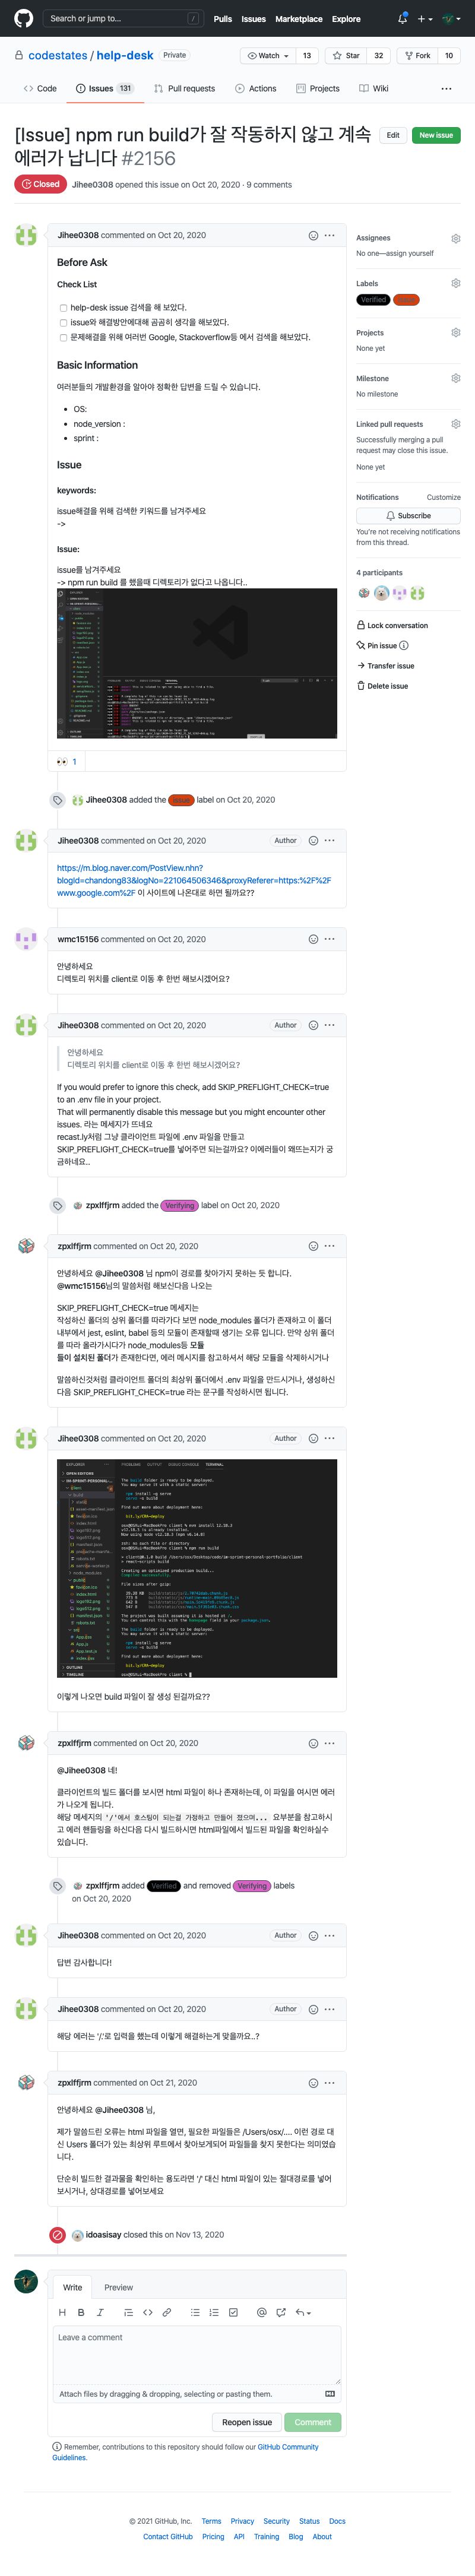 Search or jump to...
/
Pulls Issues Marketplace Explore
codestates / help-desk Private
Watch 13 Star 32 Fork 10
Code Issues 131 Pull requests Actions Projects Wiki
[Issue] npm run build가 잘 작동하지 않고 계속
에러가 납니다 #2156
Edit New issue
Closed Jihee0308 opened this issue on Oct 20, 2020 · 9 comments
Jihee0308 commented on Oct 20, 2020
Before Ask
Check List
help-desk issue 검색을 해 보았다.
issue와 해결방안에대해 곰곰히 생각을 해보았다.
문제해결을 위해 여러번 Google, Stackoverflow등 에서 검색을 해보았다.
Basic Information
여러분들의 개발환경을 알아야 정확한 답변을 드릴 수 있습니다.
OS:
node_version :
sprint :
Issue
keywords:
issue해결을 위해 검색한 키워드를 남겨주세요
->
Issue:
issue를 남겨주세요
-> npm run build 를 했을때 디렉토리가 없다고 나옵니다..
1
Assignees
No one—assign yourself
Labels
Verified
Projects
None yet
Milestone
No milestone
Linked pull requests
Successfully merging a pull
request may close this issue.
None yet
Notifications Customize
Subscribe
You're not receiving notifications
from this thread.
4 participants
Lock conversation
Pin issue
Transfer issue
Delete issue
Jihee0308 added the label on Oct 20, 2020
Jihee0308 commented on Oct 20, 2020 Author
https://m.blog.naver.com/PostView.nhn?
blogId=chandong83&logNo=221064506346&proxyReferer=https:%2F%2F
www.google.com%2F 이 사이트에 나온대로 하면 될까요??
wmc15156 commented on Oct 20, 2020
안녕하세요
디렉토리 위치를 client로 이동 후 한번 해보시겠어요?
Jihee0308 commented on Oct 20, 2020 Author
안녕하세요
디렉토리 위치를 client로 이동 후 한번 해보시겠어요?
If you would prefer to ignore this check, add SKIP_PREFLIGHT_CHECK=true
to an .env file in your project.
That will permanently disable this message but you might encounter other
issues. 라는 메세지가 뜨네요
recast.ly처럼 그냥 클라이언트 파일에 .env 파일을 만들고
SKIP_PREFLIGHT_CHECK=true를 넣어주면 되는걸까요? 이에러들이 왜뜨는지가 궁
금하네요..
zpxlffjrm added the Verifying label on Oct 20, 2020
zpxlffjrm commented on Oct 20, 2020
안녕하세요 @Jihee0308 님 npm이 경로를 찾아가지 못하는 듯 합니다.
@wmc15156님의 말씀처럼 해보신다음 나오는
SKIP_PREFLIGHT_CHECK=true 메세지는
작성하신 폴더의 상위 폴더를 따라가다 보면 node_modules 폴더가 존재하고 이 폴더
내부에서 jest, eslint, babel 등의 모듈이 존재할때 생기는 오류 입니다. 만약 상위 폴더
를 따라 올라가시다가 node_modules등 모듈
들이 설치된 폴더가 존재한다면, 에러 메시지를 참고하셔서 해당 모듈을 삭제하시거나
말씀하신것처럼 클라이언트 폴더의 최상위 폴더에서 .env 파일을 만드시거나, 생성하신
다음 SKIP_PREFLIGHT_CHECK=true 라는 문구를 작성하시면 됩니다.
Jihee0308 commented on Oct 20, 2020 Author
이렇게 나오면 build 파일이 잘 생성 된걸까요??
zpxlffjrm commented on Oct 20, 2020
@Jihee0308 네!
클라이언트의 빌드 폴더를 보시면 html 파일이 하나 존재하는데, 이 파일을 여시면 에러
가 나오게 됩니다.
해당 메세지의 '/'에서 호스팅이 되는걸 가정하고 만들어 졌으며... 요부분을 참고하시
고 에러 핸들링을 하신다음 다시 빌드하시면 html파일에서 빌드된 파일을 확인하실수
있습니다.
zpxlffjrm added Verified and removed Verifying labels
on Oct 20, 2020
Jihee0308 commented on Oct 20, 2020 Author
답변 감사합니다!
Jihee0308 commented on Oct 20, 2020 Author
해당 에러는 '/.'로 입력을 했는데 이렇게 해결하는게 맞을까요..?
zpxlffjrm commented on Oct 21, 2020
안녕하세요 @Jihee0308 님,
제가 말씀드린 오류는 html 파일을 열면, 필요한 파일들은 /Users/osx/.... 이런 경로 대
신 Users 폴더가 있는 최상위 루트에서 찾아보게되어 파일들을 찾지 못한다는 의미였습니
다.
단순히 빌드한 결과물을 확인하는 용도라면 '/' 대신 html 파일이 있는 절대경로를 넣어
보시거나, 상대경로를 넣어보세요
idoasisay closed this on Nov 13, 2020
Write Preview
Leave a comment
Attach files by dragging & dropping, selecting or pasting them.
Reopen issue Comment
Remember, contributions to this repository should follow our GitHub Community
Guidelines.
© 2021 GitHub, Inc. Terms Privacy Security Status Docs
Contact GitHub Pricing API Training Blog About